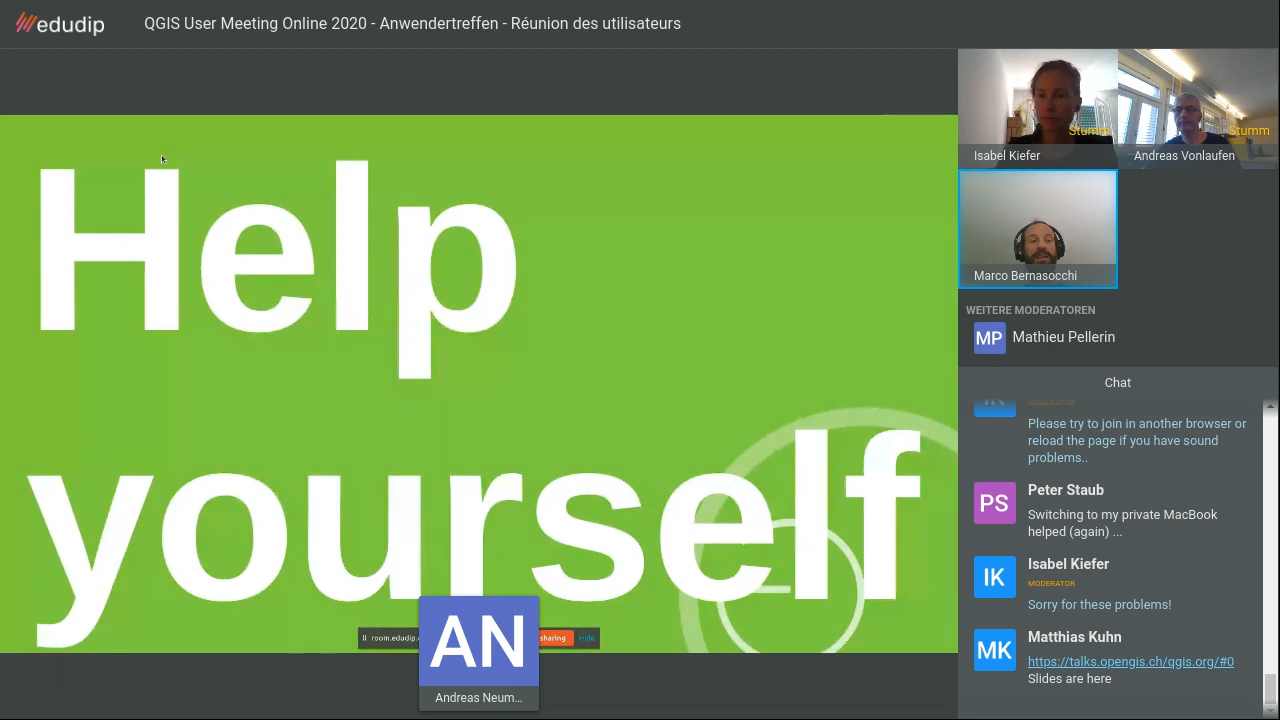 edudip
QGIS User Meeting Online 2020 - Anwendertreffen - Réunion des utilisateurs
Help
yourself
room.edudip.
sharing
Hide
AN
Andreas Neum...
Stumm
Isabel Kiefer
Stumm
Andreas Vonlaufen
Marco Bernasocchi
WEITERE MODERATOREN
MP
Mathieu Pellerin
Chat
IK
MODERATOR
Please try to join in another browser or
reload the page if you have sound
problems..
PS
Peter Staub
Switching to my private MacBook
helped (again) ...
IK
Isabel Kiefer
MODERATOR
Sorry for these problems!
MK
Matthias Kuhn
https://talks.opengis.ch/qgis.org/#0
Slides are here